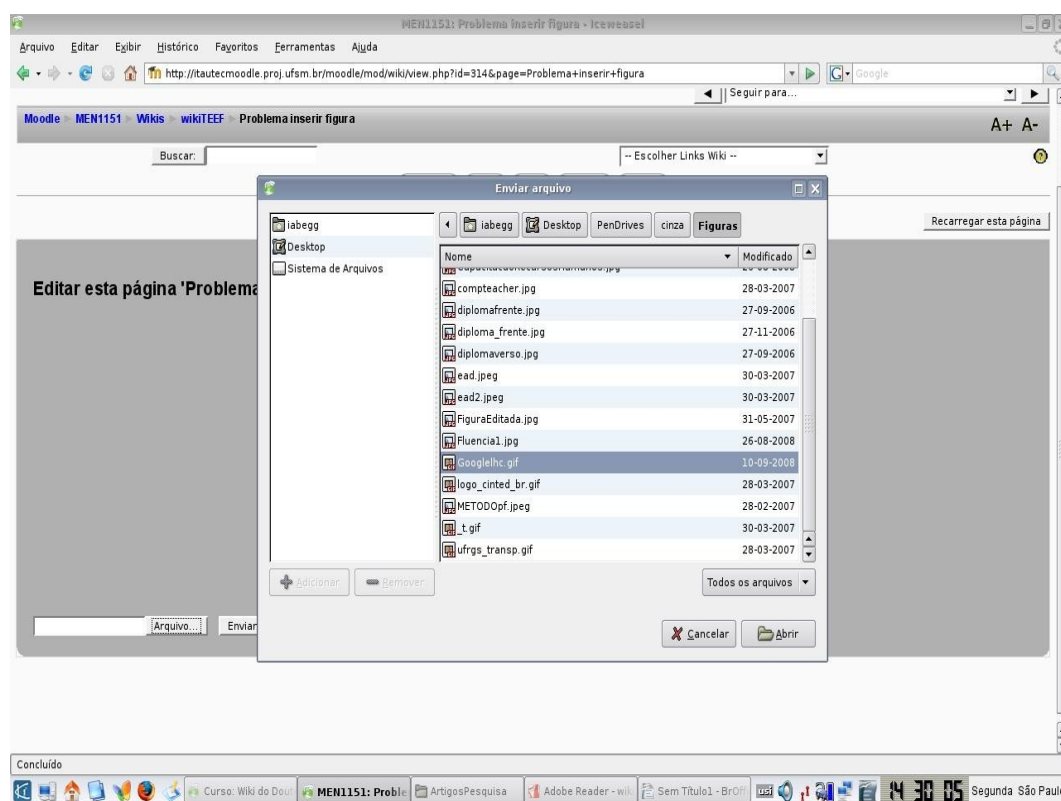 MEN1151: Problema inserir figura - Iceweasel
Arquivo Editar Exibir Histórico Favoritos Ferramentas Ajuda
http://itautecmoodle.proj.ufsm.br/moodle/mod/wiki/view.php?id=314&page=Problema+inserir+figura
G Google
Seguir para...
Moodle MEN1151 Wikis wikiTEEF Problema inserir figura
A+ A-
Buscar:
-- Escolher Links Wiki --
Recarregar esta página
Editar esta página 'Problema
Arquivo... Enviar
Enviar arquivo
iabegg
Desktop
Sistema de Arquivos
iabegg Desktop PenDrives cinza Figuras
Nome Modificado
compteacher.jpg 28-03-2007
diplomafrente.jpg 27-09-2006
diploma_frente.jpg 27-11-2006
diplomaverso.jpg 27-09-2006
ead.jpeg 30-03-2007
ead2.jpeg 30-03-2007
FiguraEditada.jpg 31-05-2007
Fluencia1.jpg 26-08-2008
Googlelhc.gif 10-09-2008
logo_cinted_br.gif 28-03-2007
METODOpf.jpeg 28-02-2007
_t.gif 30-03-2007
ufrgs_transp.gif 28-03-2007
Adicionar Remover
Todos os arquivos
Cancelar Abrir
Concluído
Curso: Wiki do Dout MEN1151: Proble ArtigosPesquisa Adobe Reader - wik Sem Título1 - BrOff usi 14 30 05 Segunda São Paul